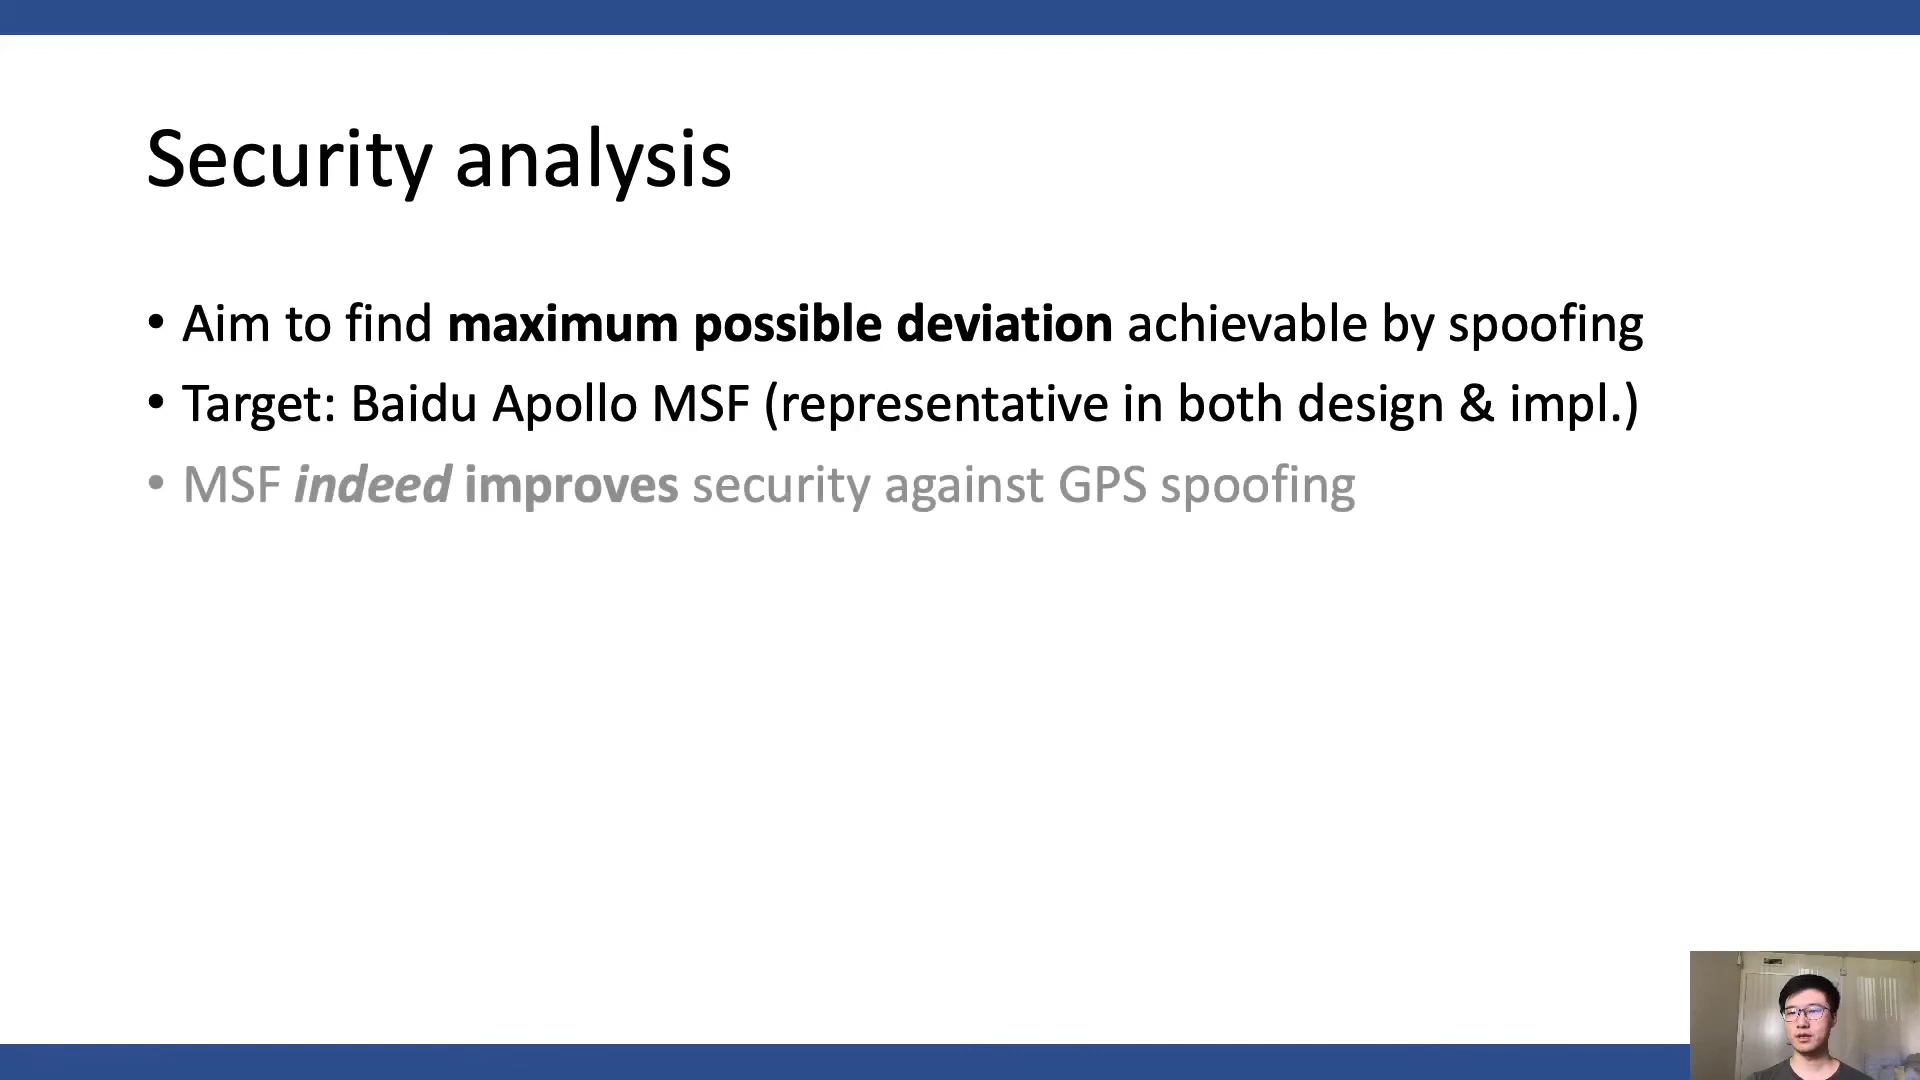 Security analysis
• Aim to find maximum possible deviation achievable by spoofing
• Target: Baidu Apollo MSF (representative in both design & impl.)
• MSF indeed improves security against GPS spoofing